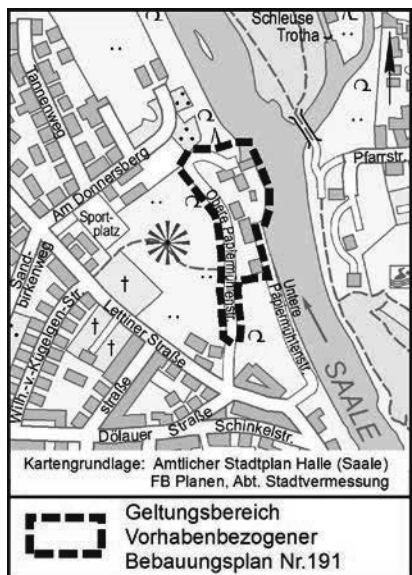 Schleuse
Trotha
Tannenweg
Pfarrstr.
Am Donnersberg
Sport-
platz
Obere Papiermühlenstr.
Sand-
birkenweg
Wilh.-v.-Kügelgen-Str.
Lettiner Straße
Untere
Papiermühlenstr.
SAALE
straße
Dölauer Straße
Schinkelstr.
Kartengrundlage: Amtlicher Stadtplan Halle (Saale)
FB Planen, Abt. Stadtvermessung
Geltungsbereich
Vorhabenbezogener
Bebauungsplan Nr.191